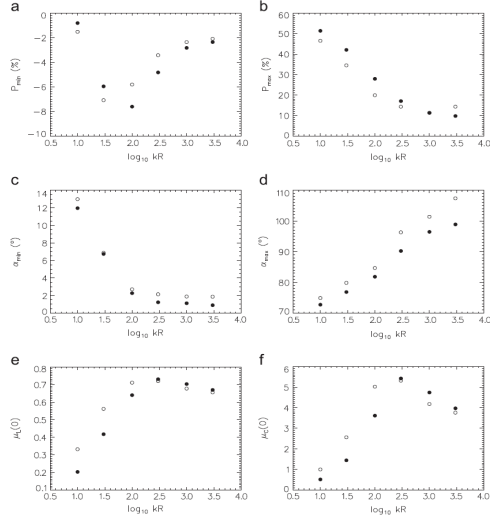 a
b
0
−2
−4
−6
−8
−10
P_min (%)
0.5 1.0 1.5 2.0 2.5 3.0 3.5 4.0
log₁₀ kR
60
50
40
30
20
10
P_max (%)
0.5 1.0 1.5 2.0 2.5 3.0 3.5 4.0
log₁₀ kR
c
d
14
12
10
8
6
4
2
α_min (°)
0.5 1.0 1.5 2.0 2.5 3.0 3.5 4.0
log₁₀ kR
110
100
90
80
70
α_max (°)
0.5 1.0 1.5 2.0 2.5 3.0 3.5 4.0
log₁₀ kR
e
f
0.8
0.7
0.6
0.5
0.4
0.3
0.2
0.1
μ_L(0)
0.5 1.0 1.5 2.0 2.5 3.0 3.5 4.0
log₁₀ kR
6
5
4
3
2
1
0
μ_C(0)
0.5 1.0 1.5 2.0 2.5 3.0 3.5 4.0
log₁₀ kR